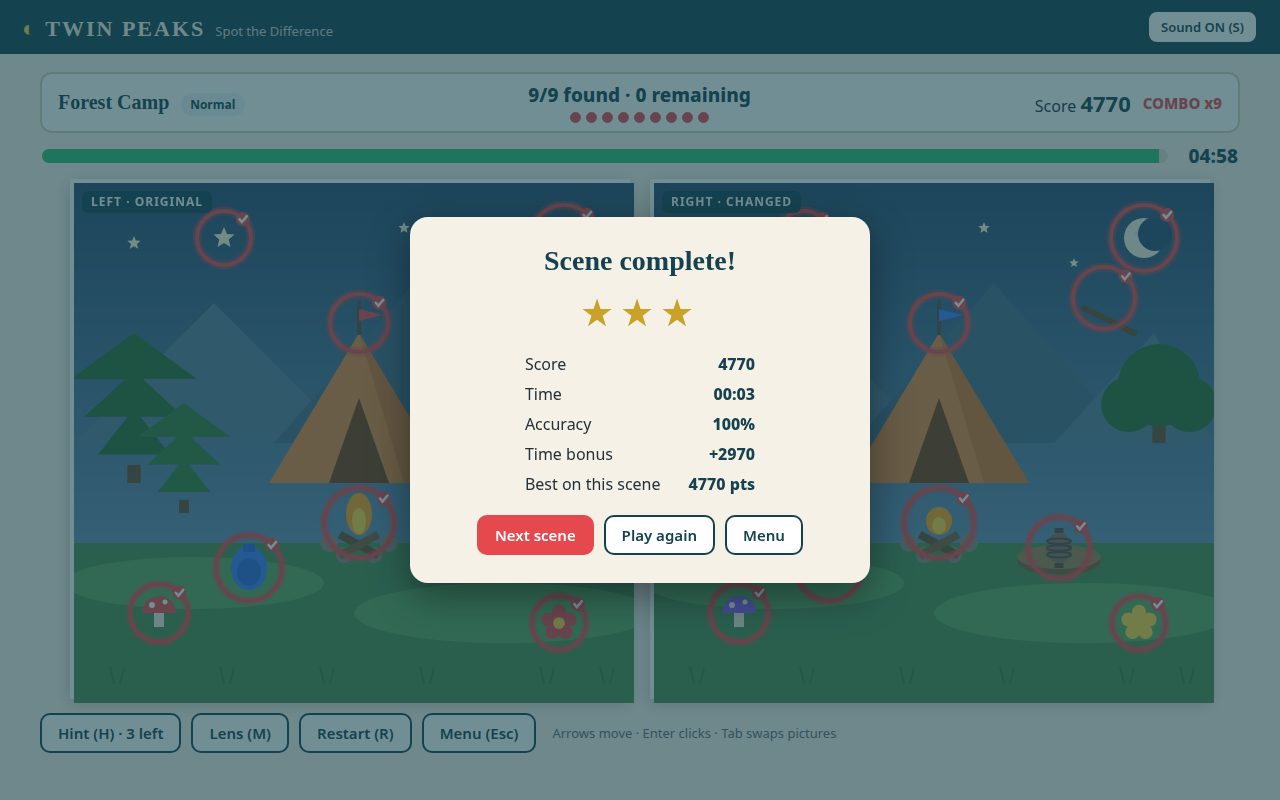 TWIN PEAKS Spot the Difference
Sound ON (S)
Forest Camp Normal
9/9 found · 0 remaining
Score 4770 COMBO x9
04:58
LEFT · ORIGINAL
RIGHT · CHANGED
Scene complete!
Score 4770
Time 00:03
Accuracy 100%
Time bonus +2970
Best on this scene 4770 pts
Next scene
Play again
Menu
Hint (H) · 3 left
Lens (M)
Restart (R)
Menu (Esc)
Arrows move · Enter clicks · Tab swaps pictures